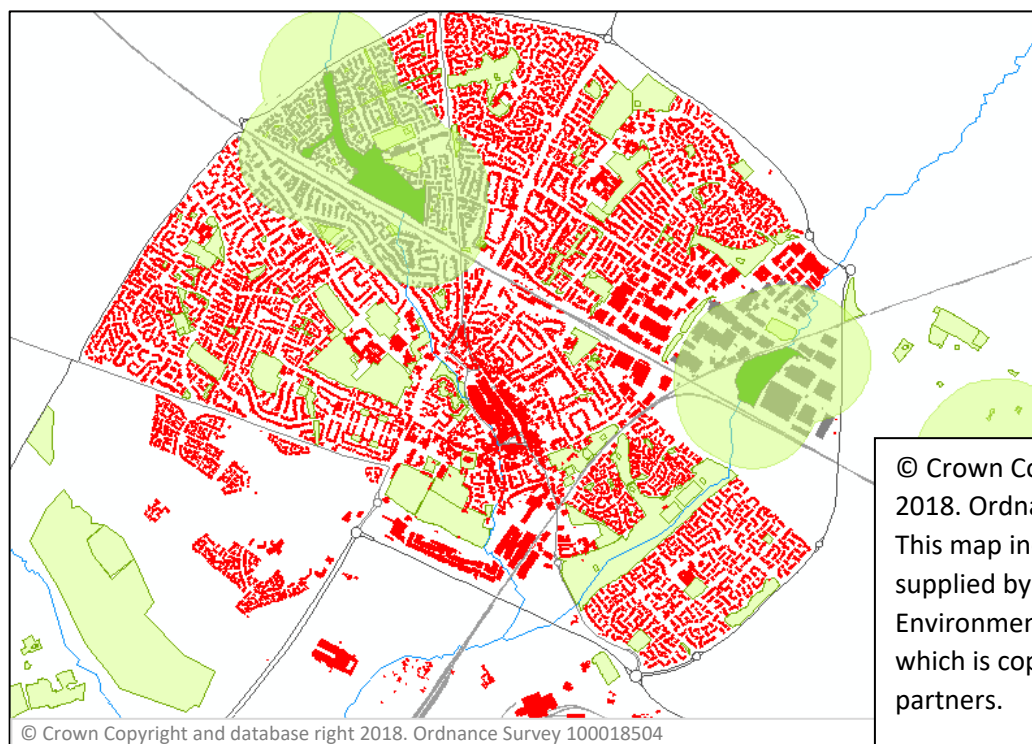 © Crown Co
2018. Ordna
This map in
supplied by
Environmen
which is cop
partners.
© Crown Copyright and database right 2018. Ordnance Survey 100018504